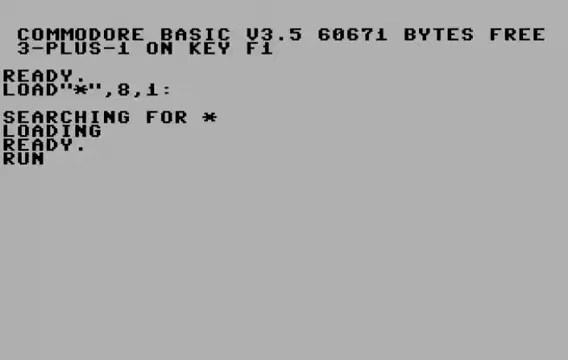 COMMODORE BASIC V3.5 60671 BYTES FREE
3-PLUS-1 ON KEY F1
READY.
LOAD"*",8,1:
SEARCHING FOR *
LOADING
READY.
RUN